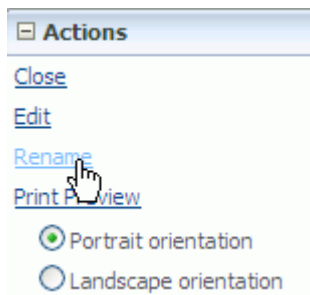 Actions
Close
Edit
Rename
Print Preview
Portrait orientation
Landscape orientation